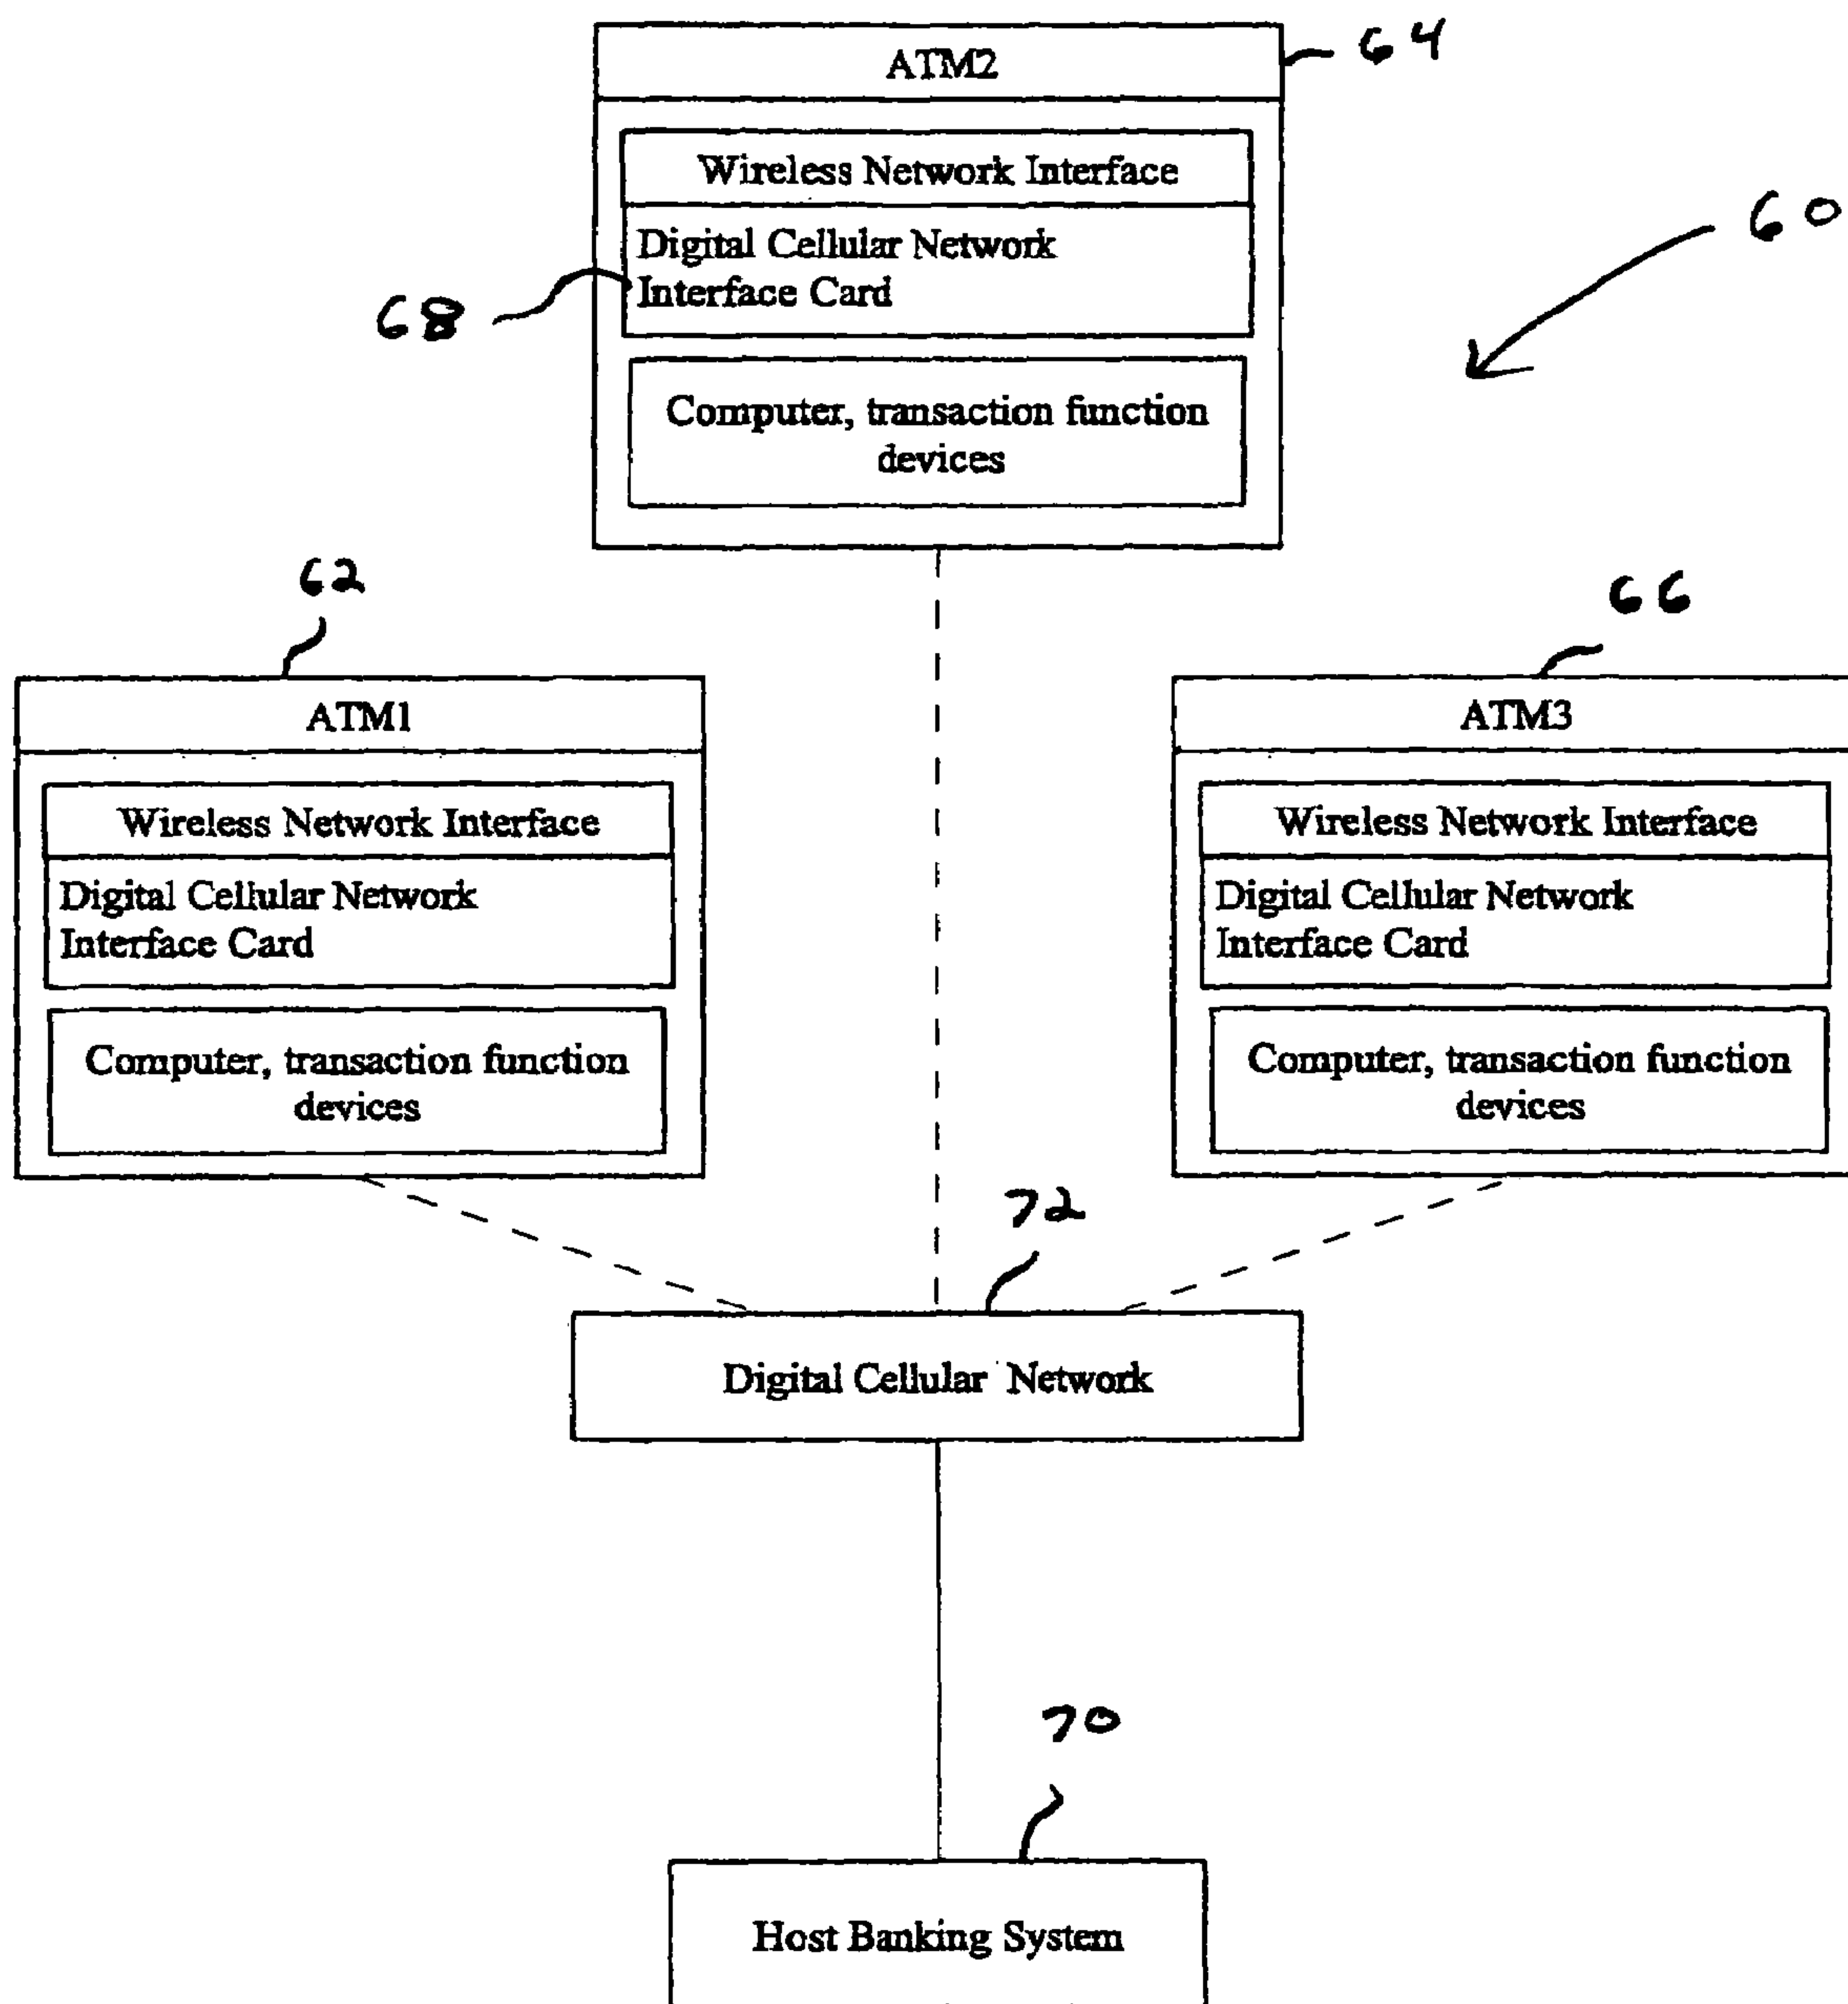 64
ATM2
Wireless Network Interface
60
Digital Cellular Network
Interface Card
68
Computer, transaction function
devices
62
66
ATM1
ATM3
Wireless Network Interface
Digital Cellular Network
Interface Card
Computer, transaction function
devices
Wireless Network Interface
Digital Cellular Network
Interface Card
Computer, transaction function
devices
72
Digital Cellular Network
70
Host Banking System